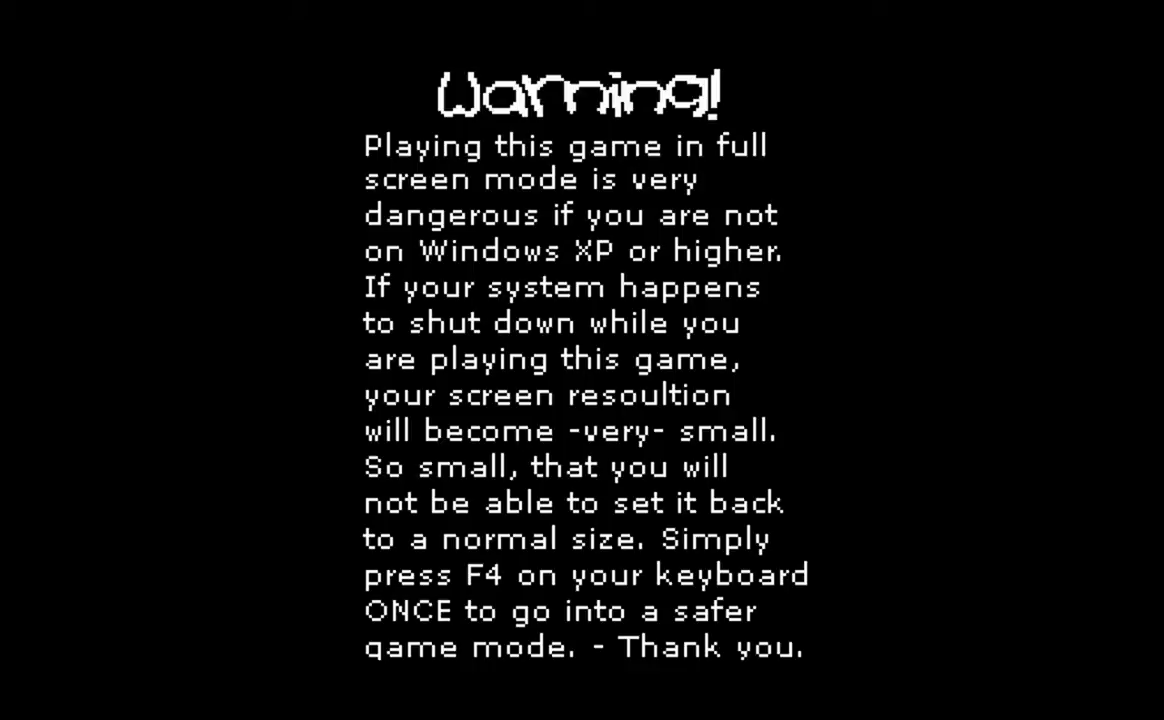 Warning!
Playing this game in full
screen mode is very
dangerous if you are not
on Windows XP or higher.
If your system happens
to shut down while you
are playing this game,
your screen resoultion
will become -very- small.
So small, that you will
not be able to set it back
to a normal size. Simply
press F4 on your keyboard
ONCE to go into a safer
game mode. - Thank you.